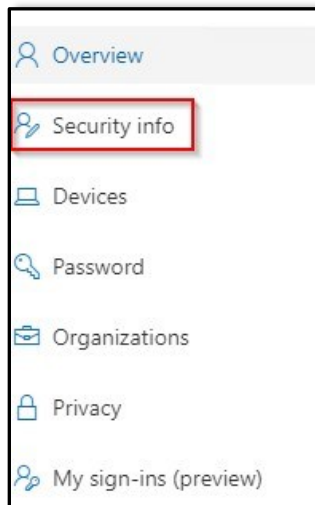 Overview
Security info
Devices
Password
Organizations
Privacy
My sign-ins (preview)